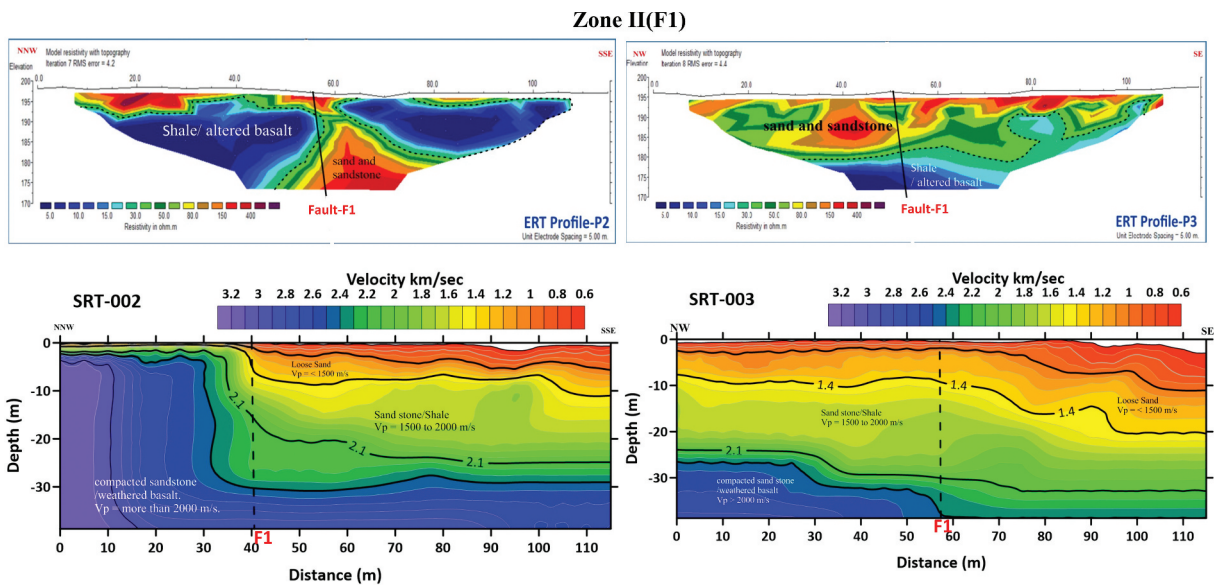 Zone II(F1)
NNW
Model resistivity with topography
Iteration 7 RMS error = 4.2
SSE
Elevation
0.0 20.0 40.0 60.0 80.0 100
200
195
190
185
180
175
170
Shale/ altered basalt
sand and
sandstone
Fault-F1
5.0 10.0 15.0 30.0 50.0 80.0 150 400
Resistivity in ohm.m
ERT Profile-P2
Unit Electrode Spacing = 5.00 m.
NW
Model resistivity with topography
Iteration 8 RMS error = 4.4
SE
Elevation
0.0 20.0 40.0 60.0 80.0 100
200
195
190
185
180
175
170
sand and sandstone
Shale
/ altered basalt
Fault-F1
5.0 10.0 15.0 30.0 50.0 80.0 150 400
Resistivity in ohm.m
ERT Profile-P3
Unit Electrode Spacing = 5.00 m.
Velocity km/sec
SRT-002
3.2 3 2.8 2.6 2.4 2.2 2 1.8 1.6 1.4 1.2 1 0.8 0.6
NNW
SSE
0
-10
-20
-30
Depth (m)
Loose Sand
Vp = < 1500 m/s
2.1
Sand stone/Shale
Vp = 1500 to 2000 m/s
2.1
2.1
compacted sandstone
/weathered basalt.
Vp = more than 2000 m/s.
0 10 20 30 40 50 60 70 80 90 100 110
F1
Distance (m)
Velocity km/sec
SRT-003
3.2 3 2.8 2.6 2.4 2.2 2 1.8 1.6 1.4 1.2 1 0.8 0.6
NW
SE
0
-10
-20
-30
Depth (m)
1.4
1.4
1.4
Loose Sand
Vp = < 1500 m/s
Sand stone/Shale
Vp = 1500 to 2000 m/s
2.1
2.1
compacted sand stone
/weathered basalt
Vp > 2000 m/s
F1
0 10 20 30 40 50 60 70 80 90 100 110
Distance (m)